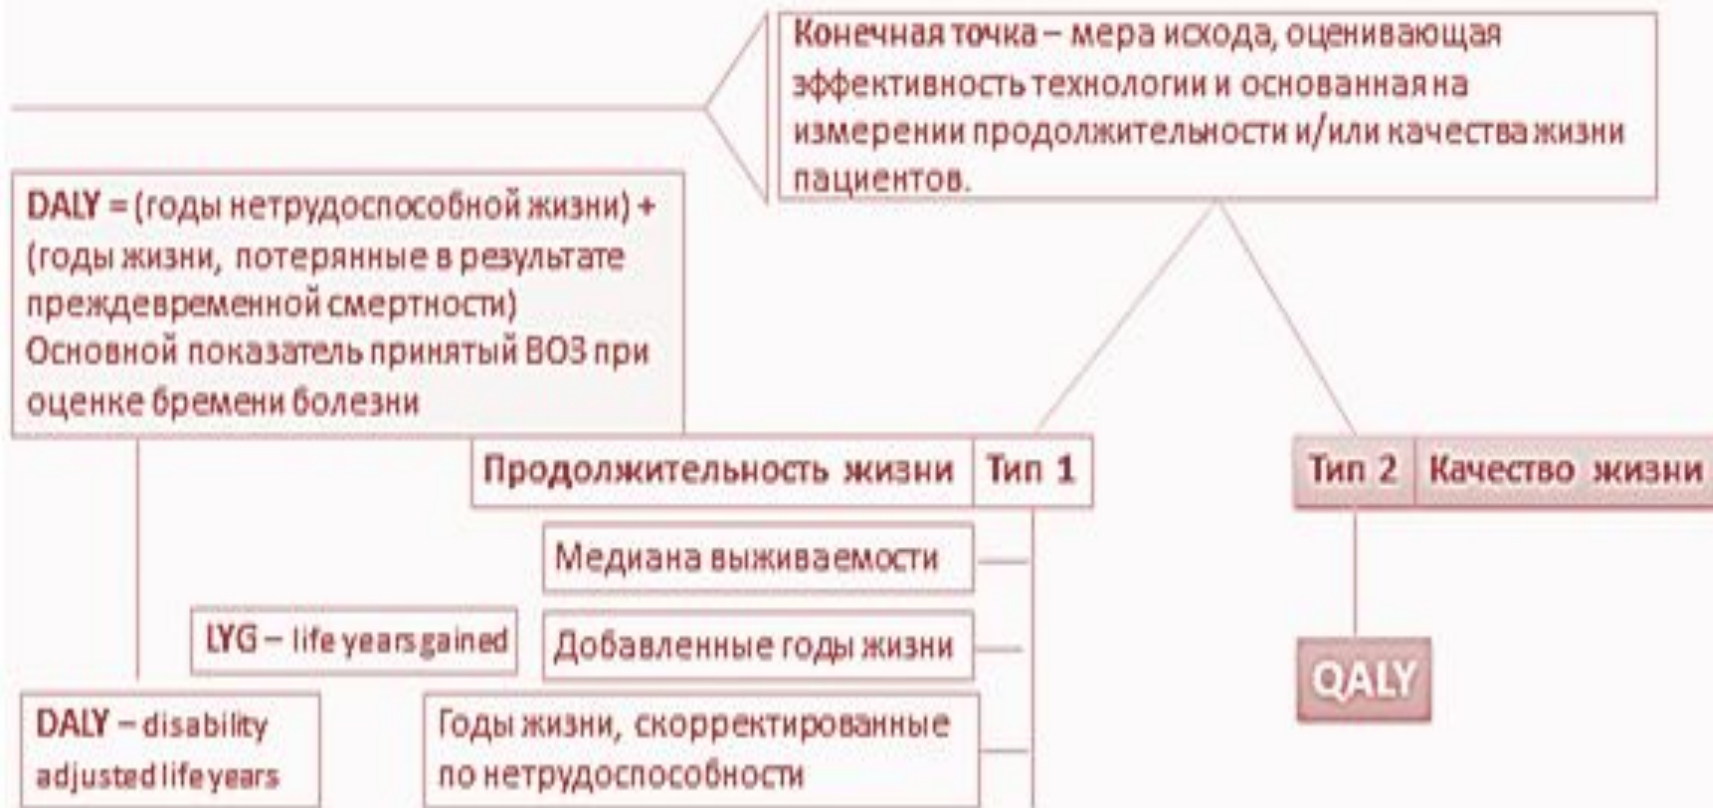 Конечная точка – мера исхода, оценивающая
эффективность технологии и основанная на
измерении продолжительности и/или качества жизни
пациентов.
DALY = (годы нетрудоспособной жизни) +
(годы жизни, потерянные в результате
преждевременной смертности)
Основной показатель принятый ВОЗ при
оценке бремени болезни
Продолжительность жизни Тип 1
Тип 2 Качество жизни
Медиана выживаемости
LYG – life years gained
Добавленные годы жизни
QALY
DALY – disability
adjusted life years
Годы жизни, скорректированные
по нетрудоспособности